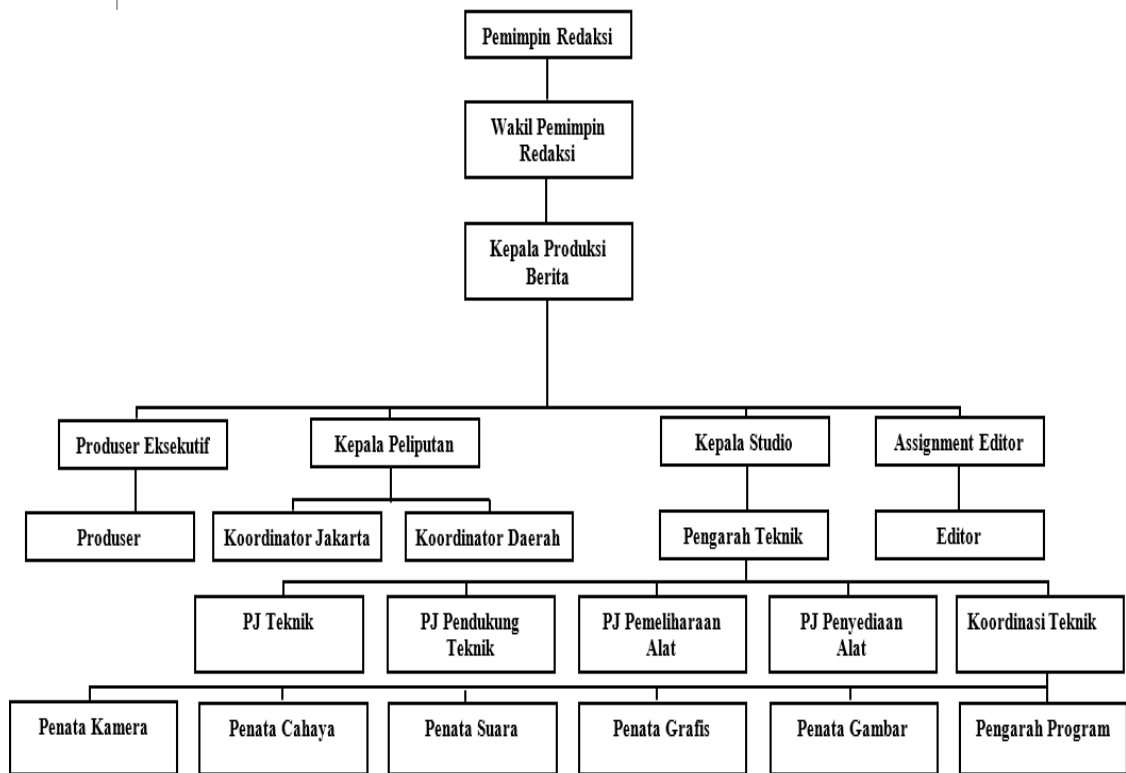 Pemimpin Redaksi
Wakil Pemimpin
Redaksi
Kepala Produksi
Berita
Produser Eksekutif
Kepala Peliputan
Kepala Studio
Assignment Editor
Produser
Koordinator Jakarta
Koordinator Daerah
Pengarah Teknik
Editor
PJ Teknik
PJ Pendukung
Teknik
PJ Pemeliharaan
Alat
PJ Penyediaan
Alat
Koordinasi Teknik
Penata Kamera
Penata Cahaya
Penata Suara
Penata Grafis
Penata Gambar
Pengarah Program